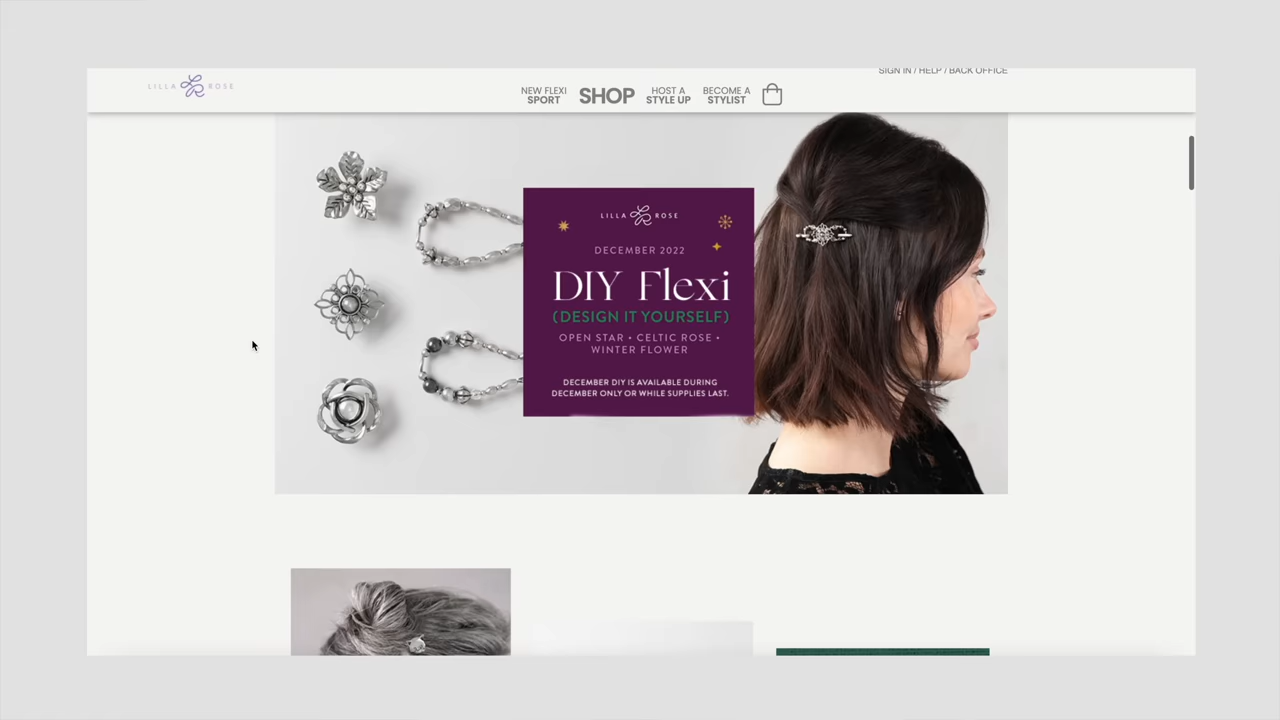 SIGN IN / HELP / BACK OFFICE
LILLA ROSE
NEW FLEXI
SPORT
SHOP
HOST A
STYLE UP
BECOME A
STYLIST
LILLA ROSE
DECEMBER 2022
DIY Flexi
(DESIGN IT YOURSELF)
OPEN STAR • CELTIC ROSE •
WINTER FLOWER
DECEMBER DIY IS AVAILABLE DURING
DECEMBER ONLY OR WHILE SUPPLIES LAST.